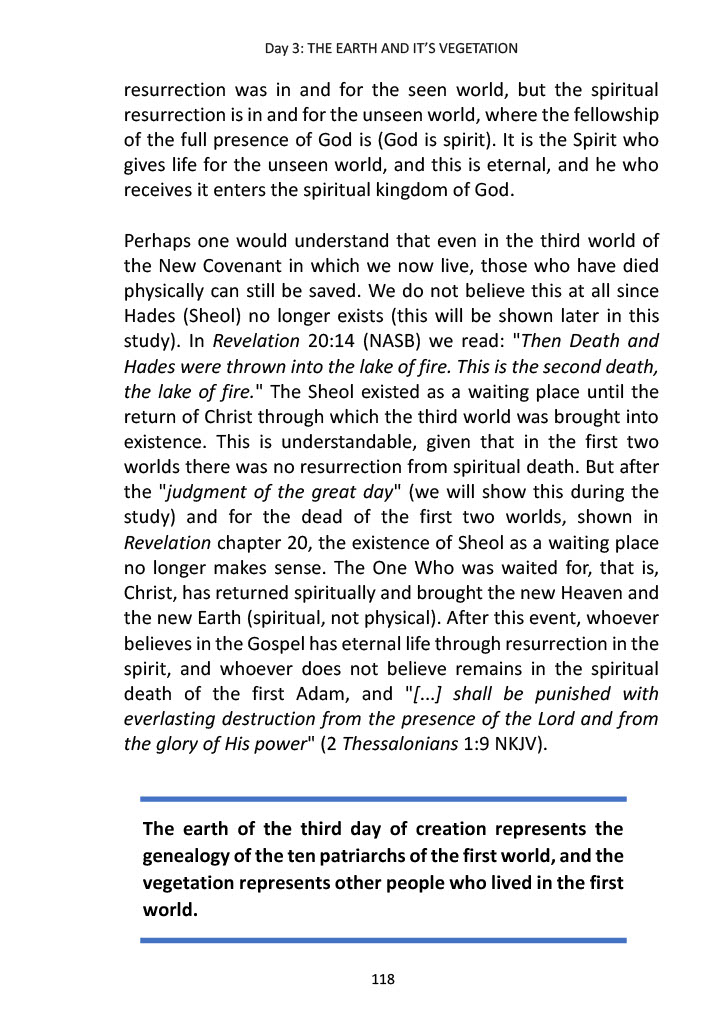 Day 3: THE EARTH AND IT'S VEGETATION
resurrection was in and for the seen world, but the spiritual
resurrection is in and for the unseen world, where the fellowship
of the full presence of God is (God is spirit). It is the Spirit who
gives life for the unseen world, and this is eternal, and he who
receives it enters the spiritual kingdom of God.
Perhaps one would understand that even in the third world of
the New Covenant in which we now live, those who have died
physically can still be saved. We do not believe this at all since
Hades (Sheol) no longer exists (this will be shown later in this
study). In Revelation 20:14 (NASB) we read: "Then Death and
Hades were thrown into the lake of fire. This is the second death,
the lake of fire." The Sheol existed as a waiting place until the
return of Christ through which the third world was brought into
existence. This is understandable, given that in the first two
worlds there was no resurrection from spiritual death. But after
the "judgment of the great day" (we will show this during the
study) and for the dead of the first two worlds, shown in
Revelation chapter 20, the existence of Sheol as a waiting place
no longer makes sense. The One Who was waited for, that is,
Christ, has returned spiritually and brought the new Heaven and
the new Earth (spiritual, not physical). After this event, whoever
believes in the Gospel has eternal life through resurrection in the
spirit, and whoever does not believe remains in the spiritual
death of the first Adam, and "[...] shall be punished with
everlasting destruction from the presence of the Lord and from
the glory of His power" (2 Thessalonians 1:9 NKJV).
The earth of the third day of creation represents the
genealogy of the ten patriarchs of the first world, and the
vegetation represents other people who lived in the first
world.
118